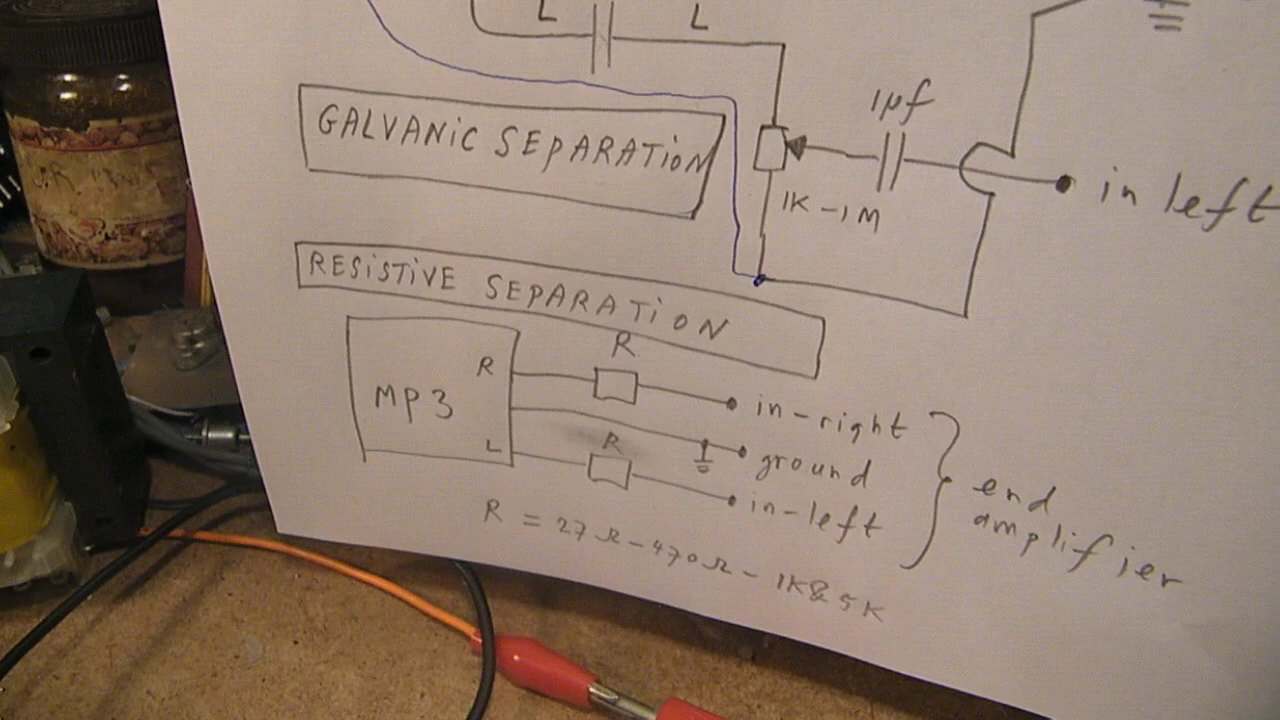 L L
1µf
GALVANiC SEPARATiON
in left
1K-1M
RESiSTiVE SEPARATiON
R
R
MP3
in-right
R
L
ground
in-left
end
amplifier
R = 27Ω-470Ω-1K&5K